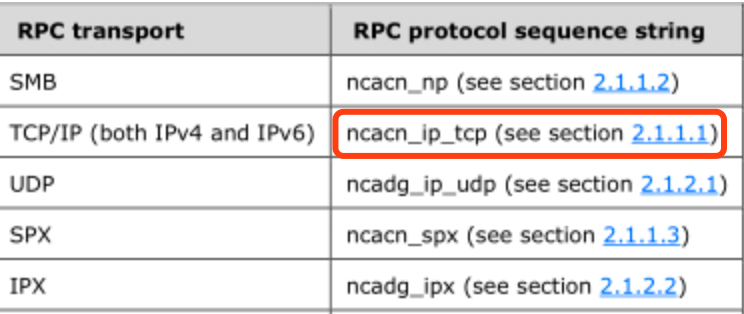 RPC transport RPC protocol sequence string
SMB ncacn_np (see section 2.1.1.2)
TCP/IP (both IPv4 and IPv6) ncacn_ip_tcp (see section 2.1.1.1)
UDP ncadg_ip_udp (see section 2.1.2.1)
SPX ncacn_spx (see section 2.1.1.3)
IPX ncadg_ipx (see section 2.1.2.2)